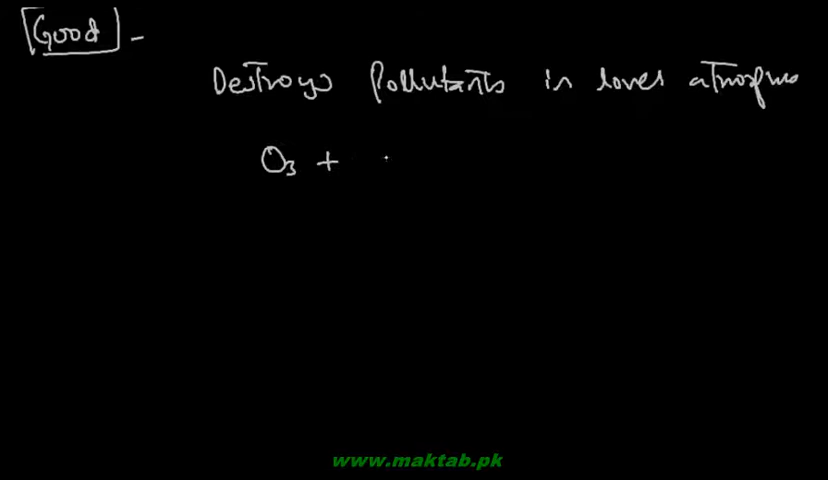 [Good] -
Destroys Pollutants in lower atmosphere
O₃ +
www.maktab.pk